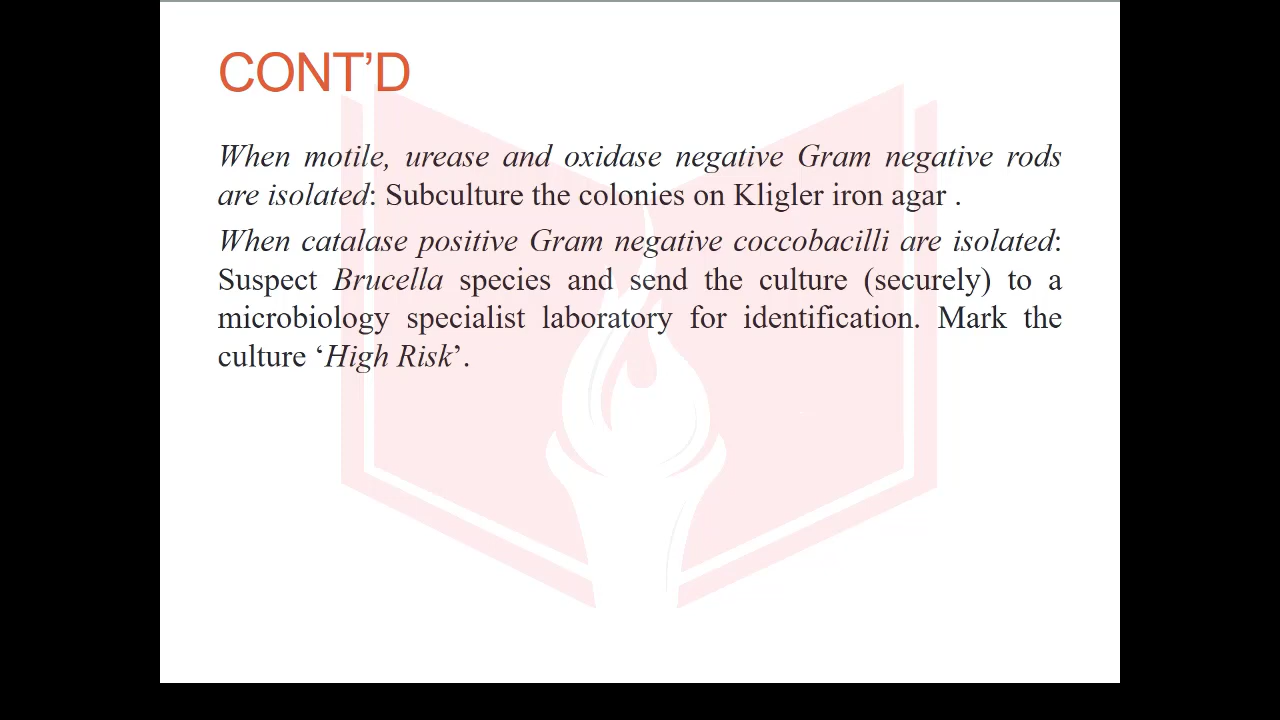 CONT’D
When motile, urease and oxidase negative Gram negative rods
are isolated: Subculture the colonies on Kligler iron agar .
When catalase positive Gram negative coccobacilli are isolated:
Suspect Brucella species and send the culture (securely) to a
microbiology specialist laboratory for identification. Mark the
culture ‘High Risk’.